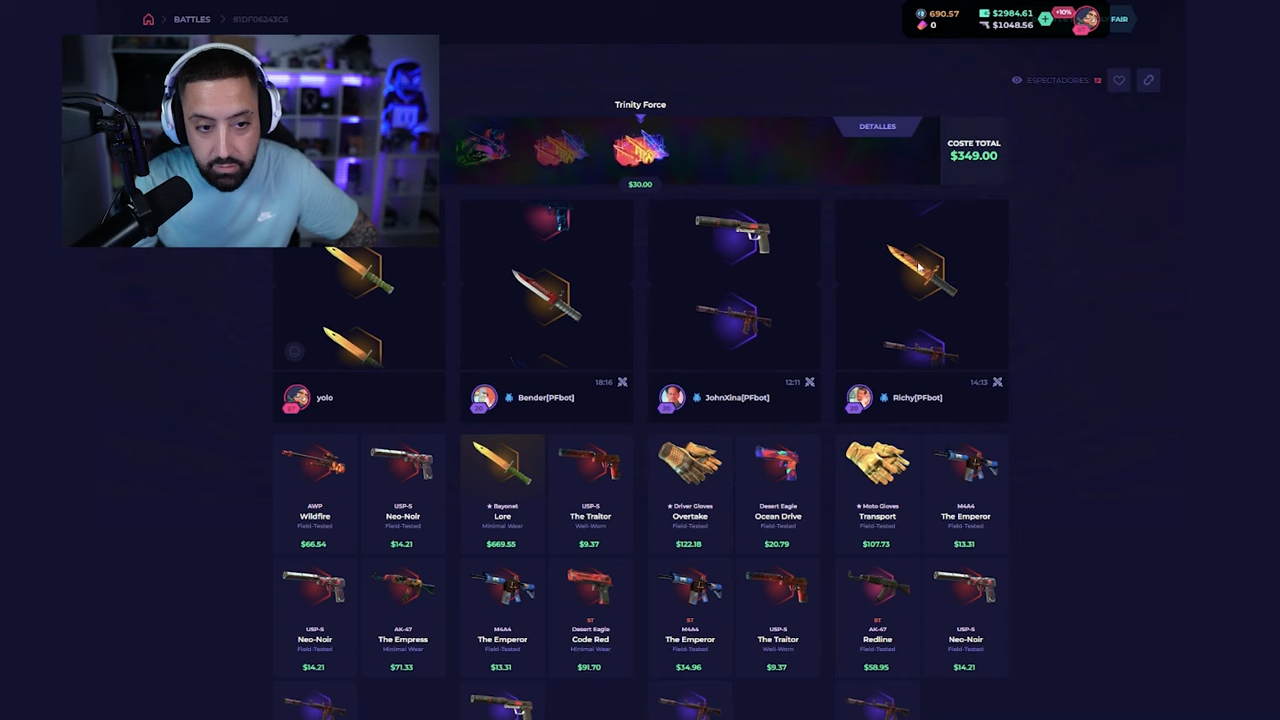 BATTLES
81DF06243C6
690.57
$2984.61
+10%
0
$1048.56
FAIR
ESPECTADORES: 12
Trinity Force
DETALLES
COSTE TOTAL
$349.00
$30.00
yolo
18:16
20
Bender[PFbot]
12:11
20
JohnXina[PFbot]
14:13
20
Richy[PFbot]
AWP
Wildfire
Field-Tested
$66.54
USP-S
Neo-Noir
Field-Tested
$14.21
★ Bayonet
Lore
Minimal Wear
$669.55
USP-S
The Traitor
Well-Worn
$9.37
★ Driver Gloves
Overtake
Field-Tested
$122.18
Desert Eagle
Ocean Drive
Field-Tested
$20.79
★ Moto Gloves
Transport
Field-Tested
$107.73
M4A4
The Emperor
Field-Tested
$13.31
USP-S
Neo-Noir
Field-Tested
$14.21
AK-47
The Empress
Minimal Wear
$71.33
M4A4
The Emperor
Field-Tested
$13.31
ST
Desert Eagle
Code Red
Minimal Wear
$91.70
ST
M4A4
The Emperor
Field-Tested
$34.96
USP-S
The Traitor
Well-Worn
$9.37
ST
AK-47
Redline
Field-Tested
$58.95
USP-S
Neo-Noir
Field-Tested
$14.21